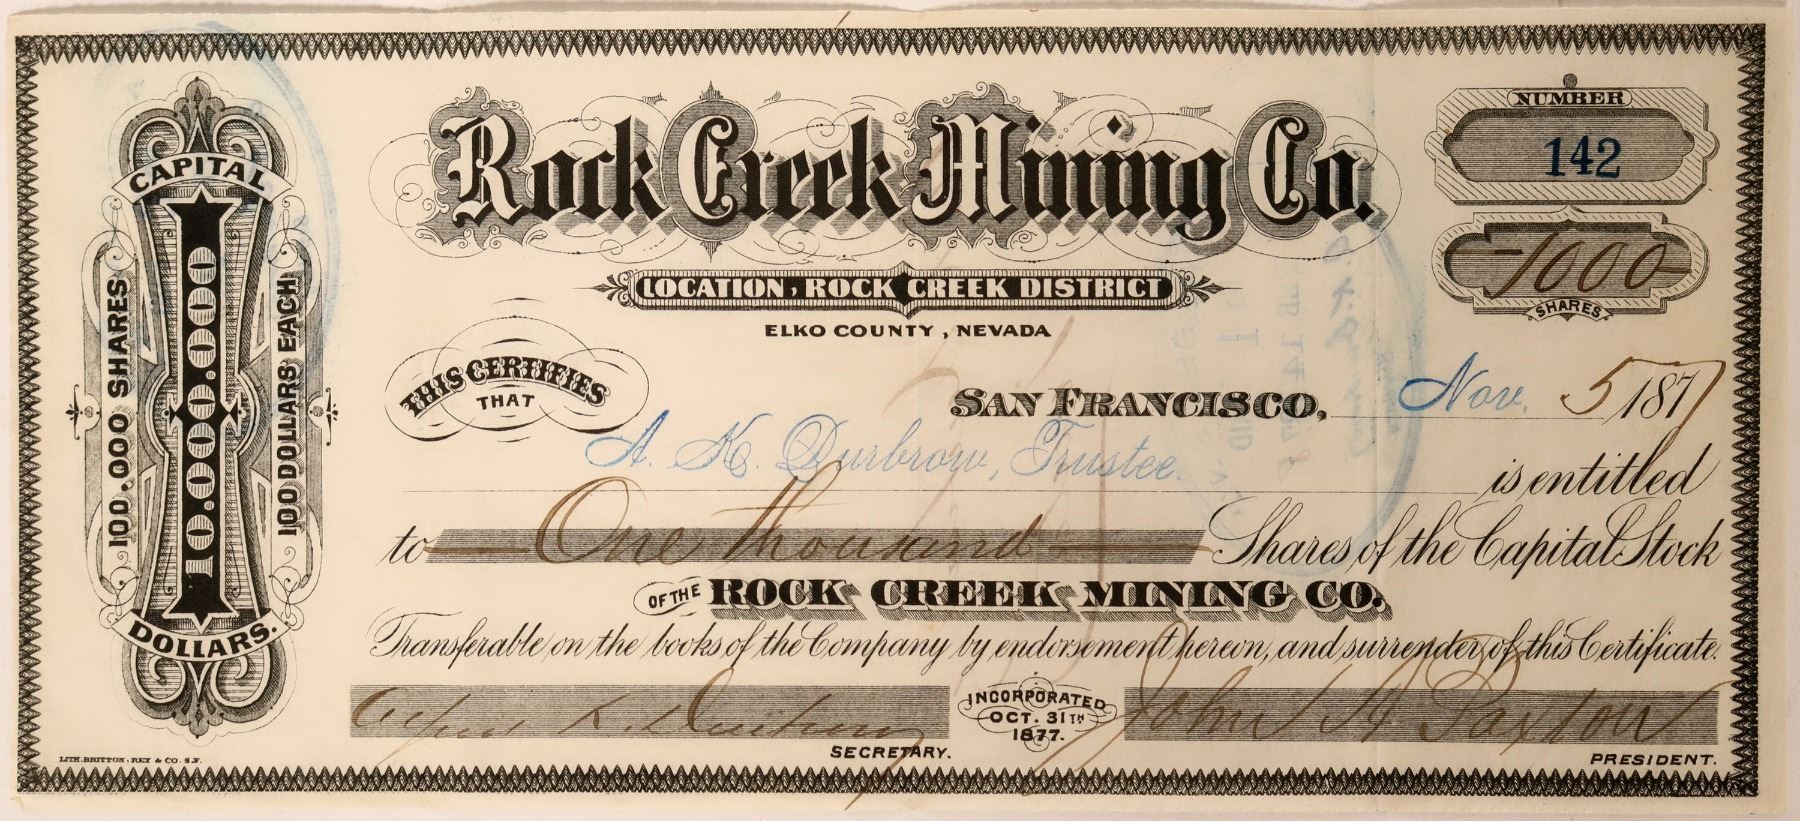 Rock Creek Mining Co.
LOCATION, ROCK CREEK DISTRICT
ELKO COUNTY, NEVADA
NUMBER
142
-1000-
SHARES
CAPITAL
10.000.000
DOLLARS.
100.000 SHARES
100 DOLLARS EACH
THIS CERTIFIES
THAT
SAN FRANCISCO, Nov. 5 1877
A. K. Durbrow, Trustee.
is entitled
to One thousand Shares of the Capital Stock
OF THE ROCK CREEK MINING CO.
Transferable on the books of the Company by endorsement hereon, and surrender of this Certificate.
INCORPORATED
OCT. 31TH
1877.
K. Durbrow
SECRETARY.
John A Paxton
PRESIDENT.
LITH. BRITTON, REY & CO. S.F.